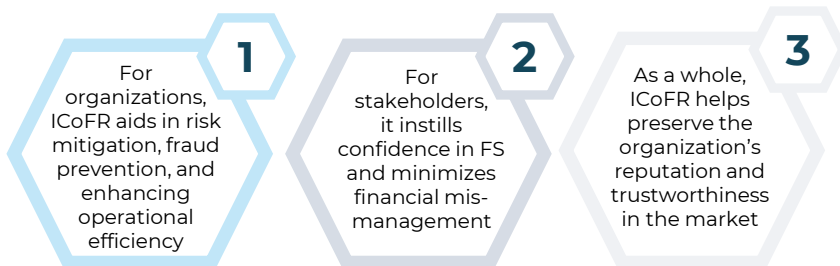 1
For
organizations,
ICoFR aids in risk
mitigation, fraud
prevention, and
enhancing
operational
efficiency
2
For
stakeholders,
it instills
confidence in FS
and minimizes
financial mis-
management
3
As a whole,
ICoFR helps
preserve the
organization’s
reputation and
trustworthiness
in the market